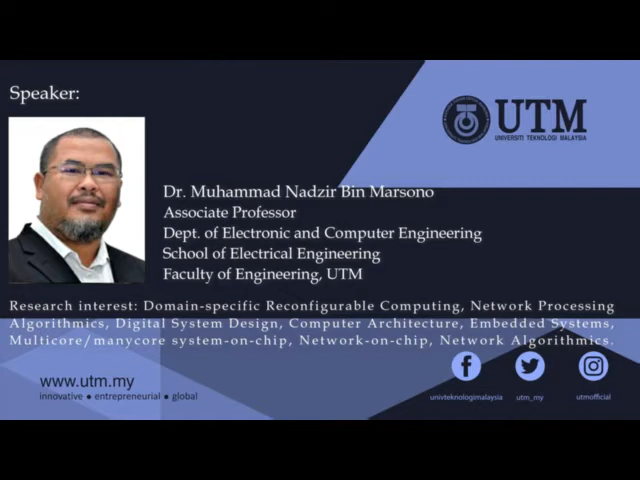 Speaker:
UTM
UNIVERSITI TEKNOLOGI MALAYSIA
Dr. Muhammad Nadzir Bin Marsono
Associate Professor
Dept. of Electronic and Computer Engineering
School of Electrical Engineering
Faculty of Engineering, UTM
Research interest: Domain-specific Reconfigurable Computing, Network Processing
Algorithmics, Digital System Design, Computer Architecture, Embedded Systems,
Multicore/manycore system-on-chip, Network-on-chip, Network Algorithmics.
www.utm.my
innovative ● entrepreneurial ● global
univteknologimalaysia
utm_my
utmofficial